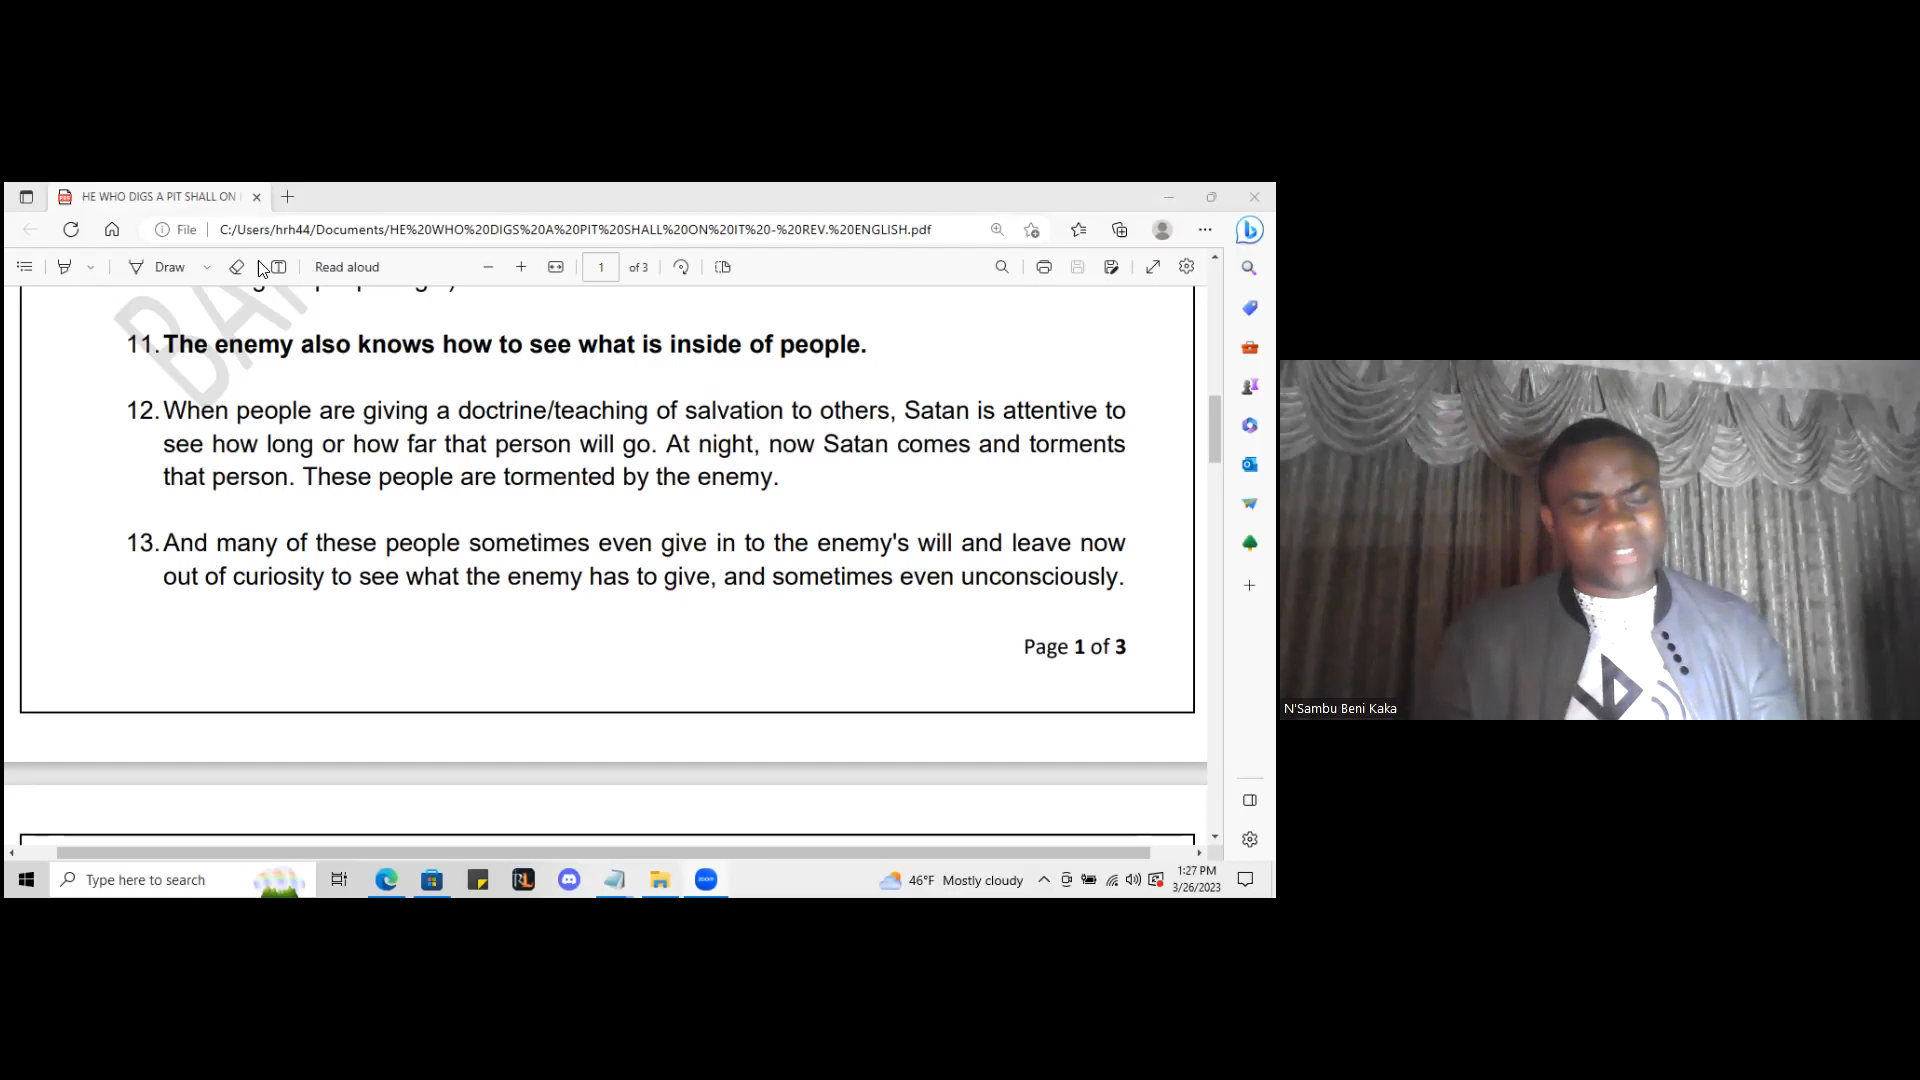 HE WHO DIGS A PIT SHALL ON
File
C:/Users/hrh44/Documents/HE%20WHO%20DIGS%20A%20PIT%20SHALL%20ON%20IT%20-%20REV.%20ENGLISH.pdf
Draw
Read aloud
1
of 3
11. The enemy also knows how to see what is inside of people.
12. When people are giving a doctrine/teaching of salvation to others, Satan is attentive to
see how long or how far that person will go. At night, now Satan comes and torments
that person. These people are tormented by the enemy.
13. And many of these people sometimes even give in to the enemy's will and leave now
out of curiosity to see what the enemy has to give, and sometimes even unconsciously.
Page 1 of 3
N'Sambu Beni Kaka
Type here to search
RL
zoom
46°F Mostly cloudy
1:27 PM
3/26/2023